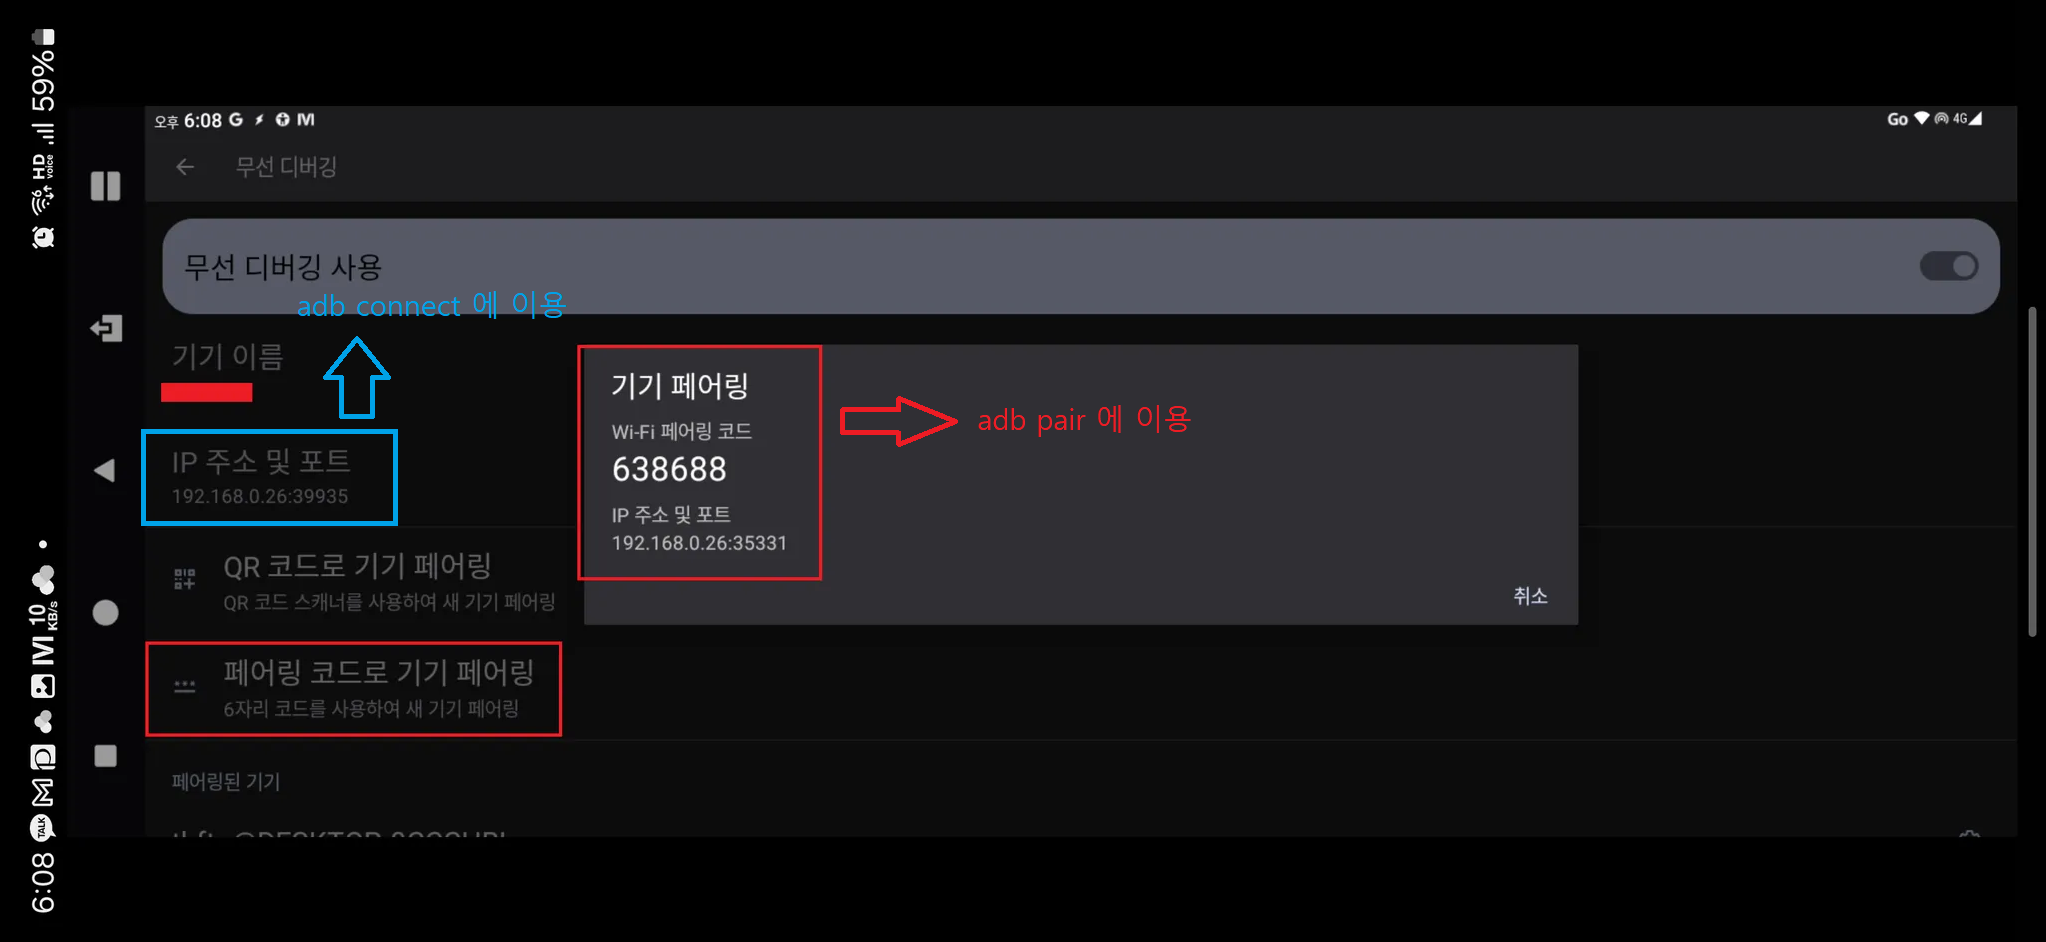 59%
HD
voice
6
오후 6:08 G M
Go 4G
무선 디버깅
무선 디버깅 사용
adb connect 에 이용
기기 이름
IP 주소 및 포트
192.168.0.26:39935
QR 코드로 기기 페어링
QR 코드 스캐너를 사용하여 새 기기 페어링
페어링 코드로 기기 페어링
6자리 코드를 사용하여 새 기기 페어링
페어링된 기기
기기 페어링
Wi-Fi 페어링 코드
638688
IP 주소 및 포트
192.168.0.26:35331
취소
adb pair 에 이용
10
KB/s
TALK
6:08